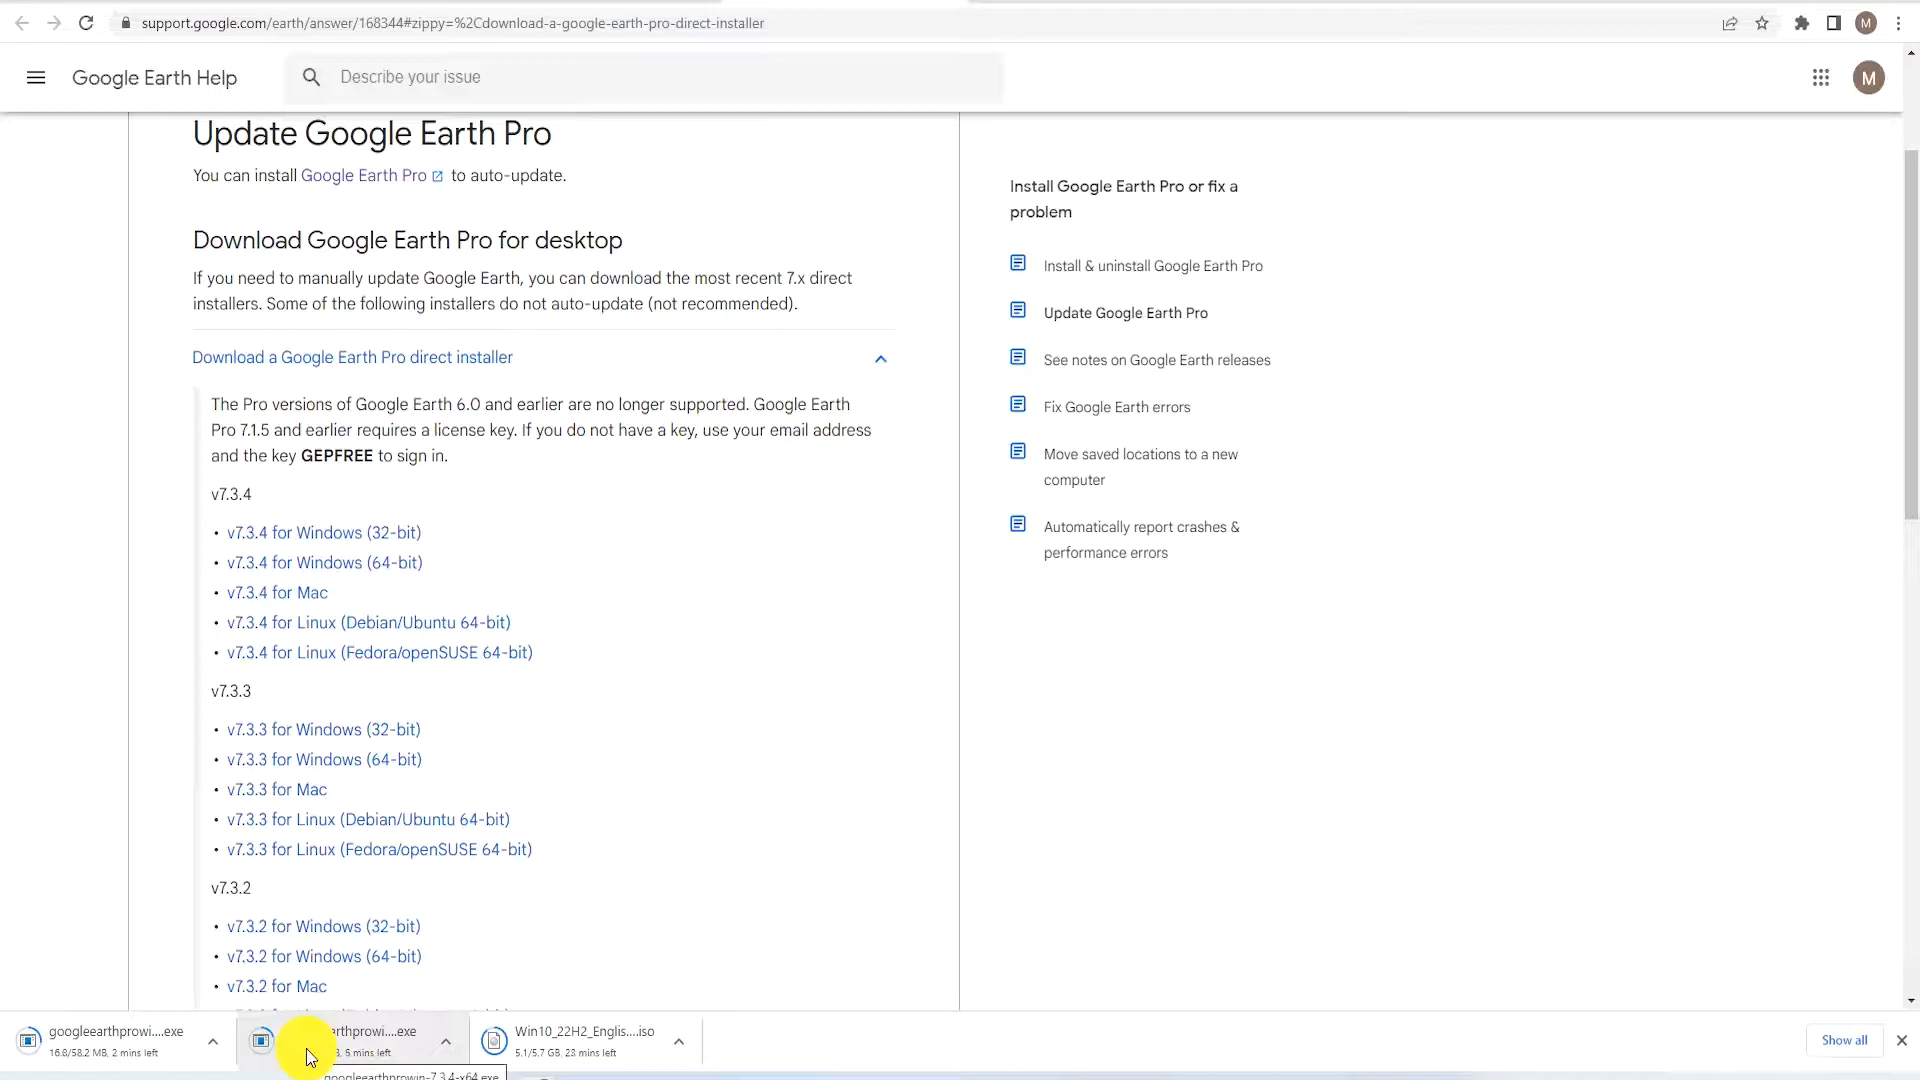 support.google.com/earth/answer/168344#zippy=%2Cdownload-a-google-earth-pro-direct-installer
M
Google Earth Help
Describe your issue
M
Update Google Earth Pro
You can install Google Earth Pro to auto-update.
Download Google Earth Pro for desktop
If you need to manually update Google Earth, you can download the most recent 7.x direct
installers. Some of the following installers do not auto-update (not recommended).
Download a Google Earth Pro direct installer
The Pro versions of Google Earth 6.0 and earlier are no longer supported. Google Earth
Pro 7.1.5 and earlier requires a license key. If you do not have a key, use your email address
and the key GEPFREE to sign in.
v7.3.4
• v7.3.4 for Windows (32-bit)
• v7.3.4 for Windows (64-bit)
• v7.3.4 for Mac
• v7.3.4 for Linux (Debian/Ubuntu 64-bit)
• v7.3.4 for Linux (Fedora/openSUSE 64-bit)
v7.3.3
• v7.3.3 for Windows (32-bit)
• v7.3.3 for Windows (64-bit)
• v7.3.3 for Mac
• v7.3.3 for Linux (Debian/Ubuntu 64-bit)
• v7.3.3 for Linux (Fedora/openSUSE 64-bit)
v7.3.2
• v7.3.2 for Windows (32-bit)
• v7.3.2 for Windows (64-bit)
• v7.3.2 for Mac
Install Google Earth Pro or fix a
problem
Install & uninstall Google Earth Pro
Update Google Earth Pro
See notes on Google Earth releases
Fix Google Earth errors
Move saved locations to a new
computer
Automatically report crashes &
performance errors
googleearthprowi....exe
16.8/58.2 MB, 2 mins left
arthprowi....exe
B, 6 mins left
Win10_22H2_Englis....iso
5.1/5.7 GB, 23 mins left
Show all
googleearthprowin-7.3.4-x64.exe